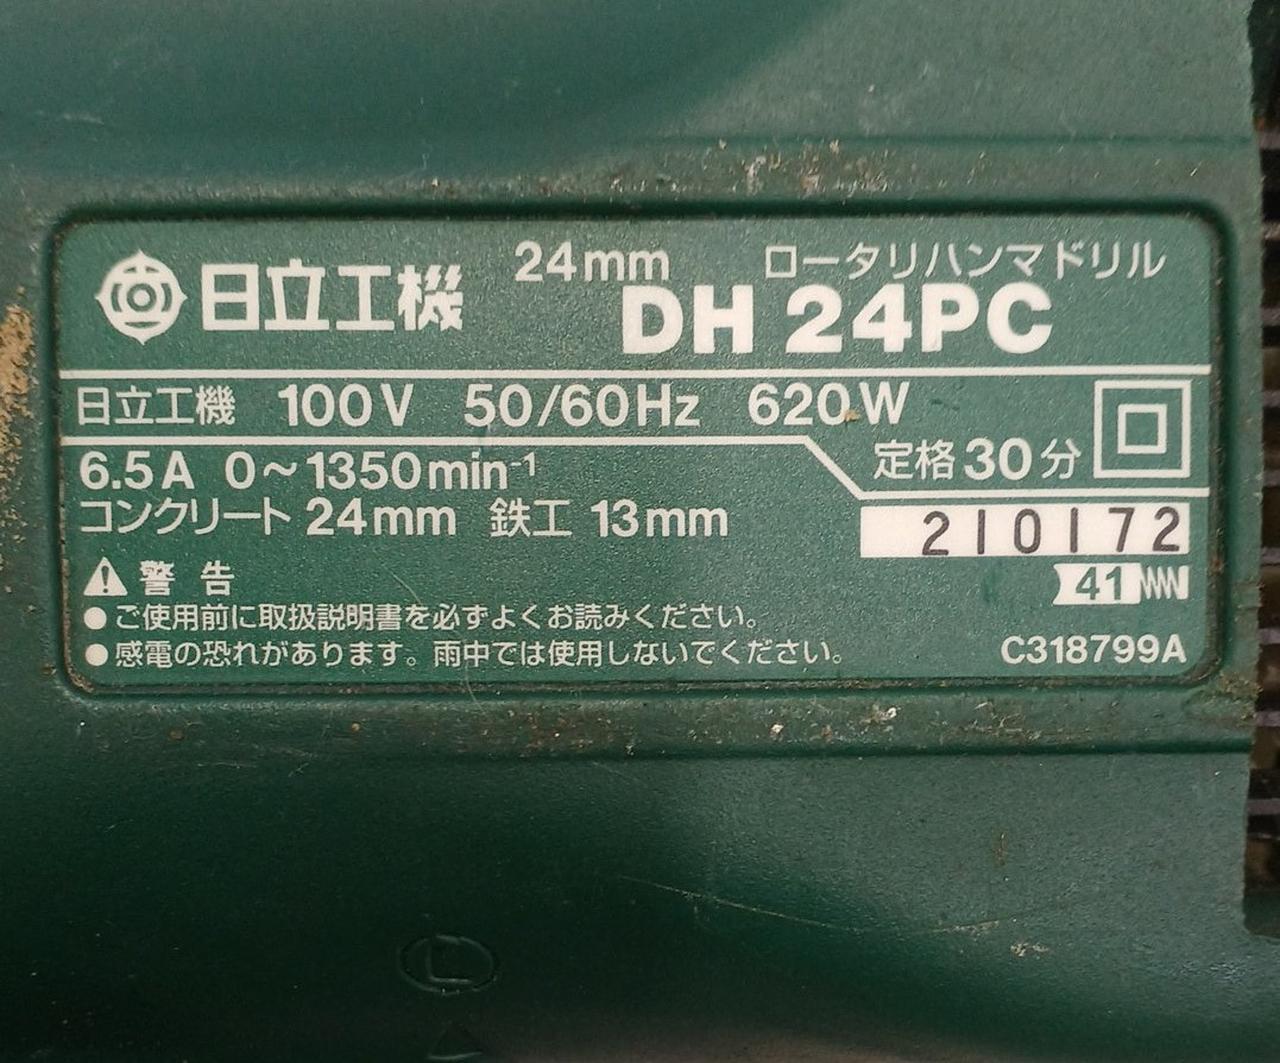 日立工機 24mm ロータリハンマドリル
DH 24PC
日立工機 100V 50/60Hz 620W
定格30分
6.5A 0~1350min-1
コンクリート 24mm 鉄工 13mm
210172
警告
41
●ご使用前に取扱説明書を必ずよくお読みください。
●感電の恐れがあります。雨中では使用しないでください。
C318799A
L